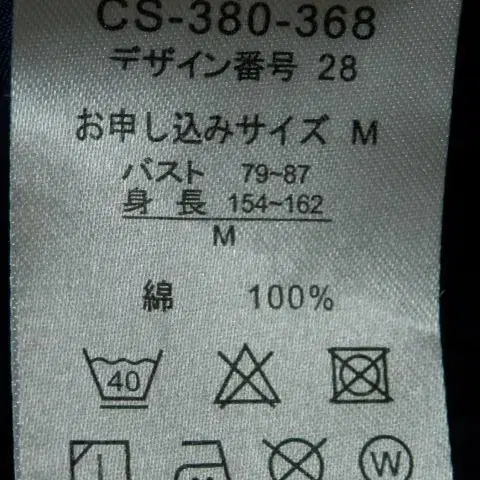 CS-380-368
デザイン番号 28
お申し込みサイズ M
バスト 79~87
身長 154~162
M
綿 100%
40
W